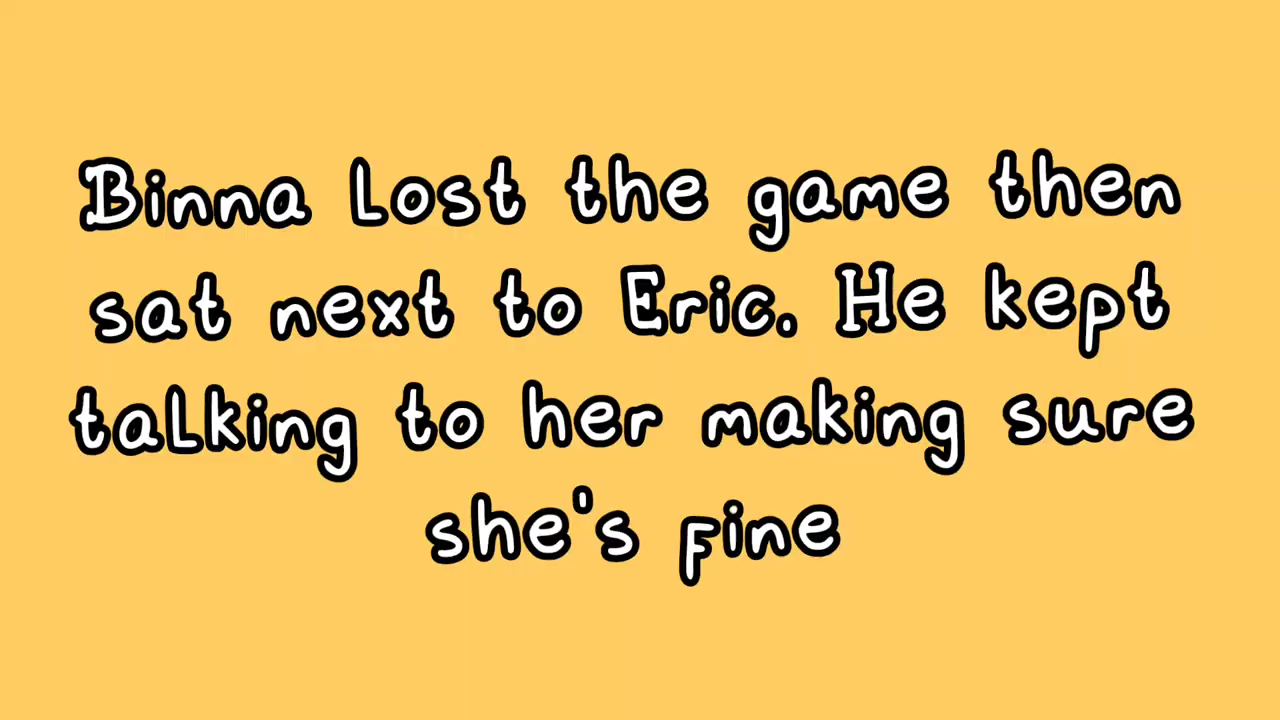 Binna lost the game then
sat next to Eric. He kept
talking to her making sure
she's fine